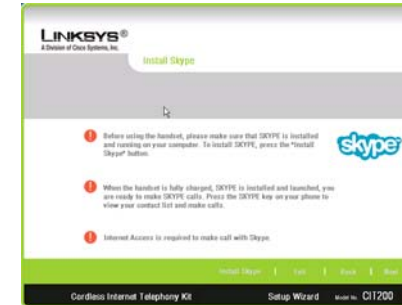 LINKSYS®
A Division of Cisco Systems, Inc.
Install Skype
Before using the handset, please make sure that SKYPE is installed
and running on your computer. To install SKYPE, press the "Install
Skype" button.
skype
When the handset is fully charged, SKYPE is installed and launched, you
are ready to make SKYPE calls. Press the SKYPE key on your phone to
view your contact list and make calls.
Internet Access is required to make call with Skype.
Install Skype | Exit | Back | Next
Cordless Internet Telephony Kit Setup Wizard Model No. CIT200